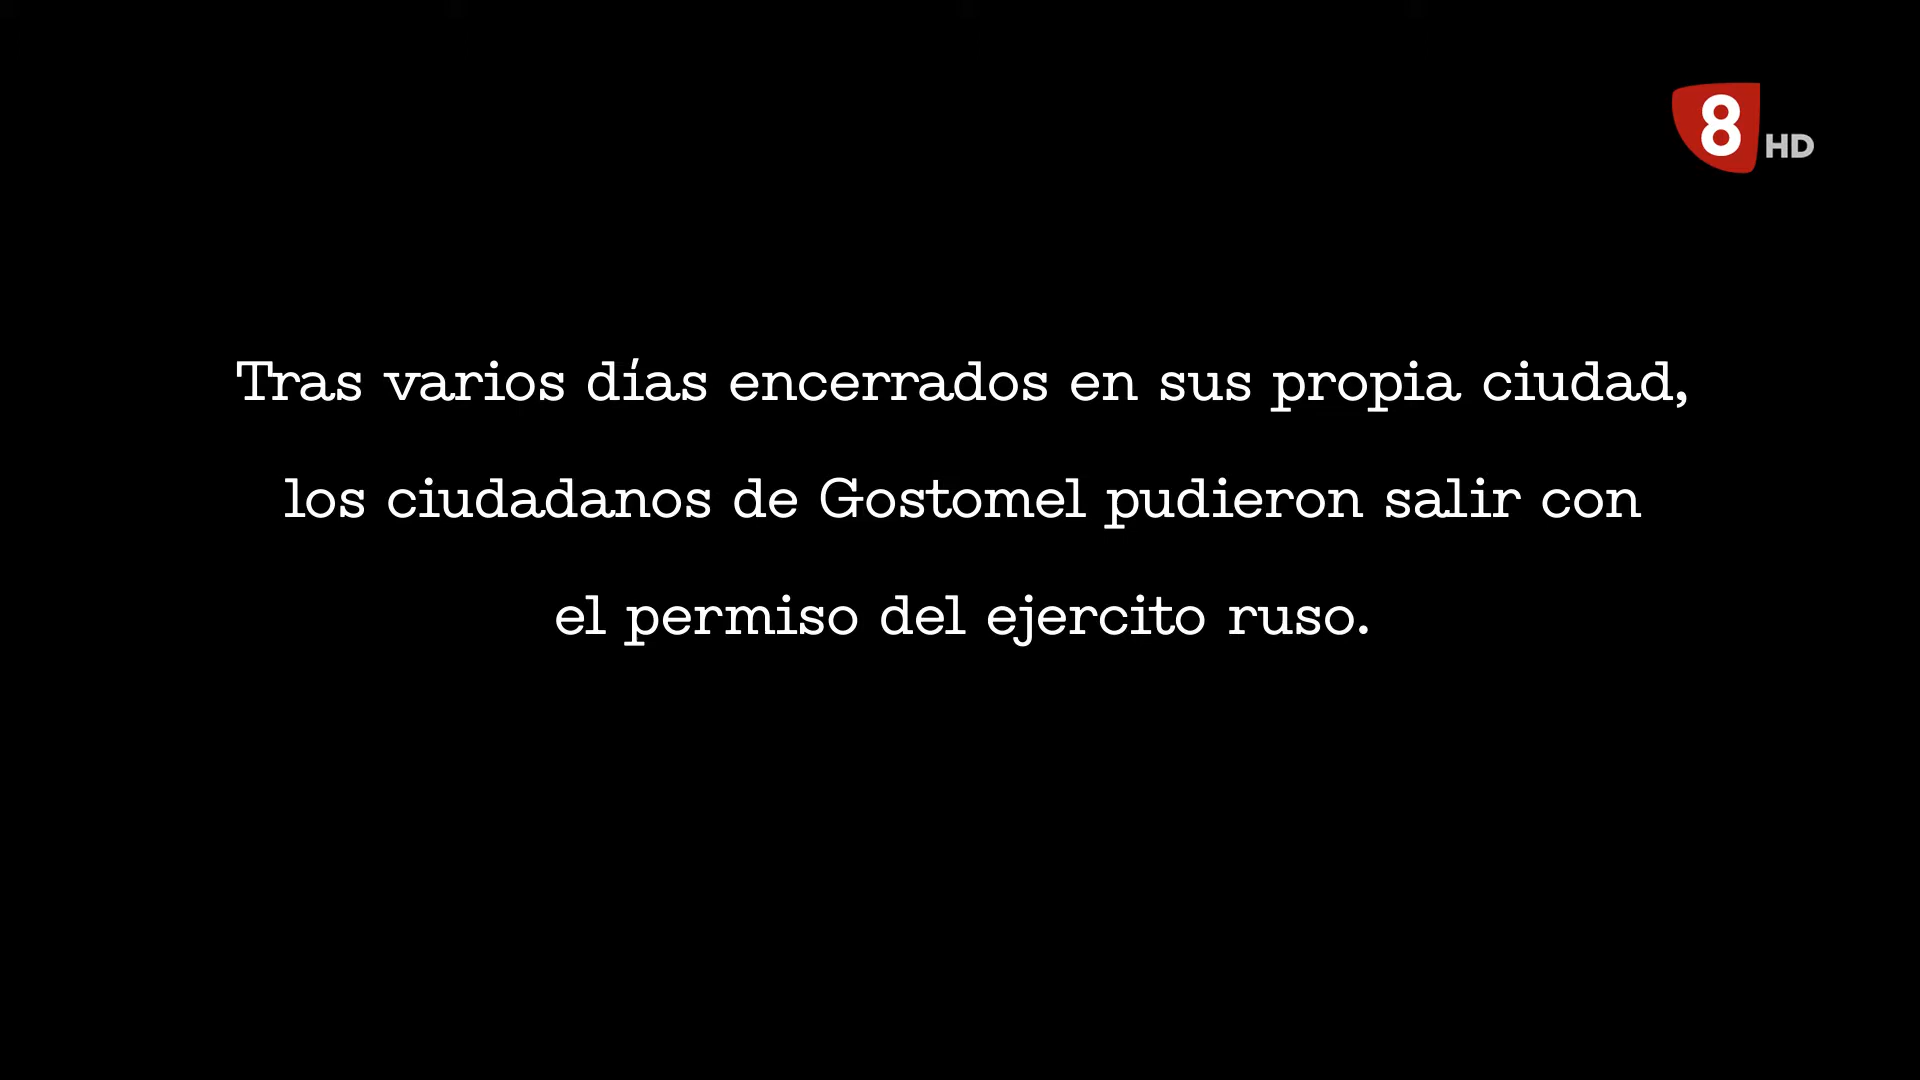 8 HD
Tras varios días encerrados en sus propia ciudad,
los ciudadanos de Gostomel pudieron salir con
el permiso del ejercito ruso.